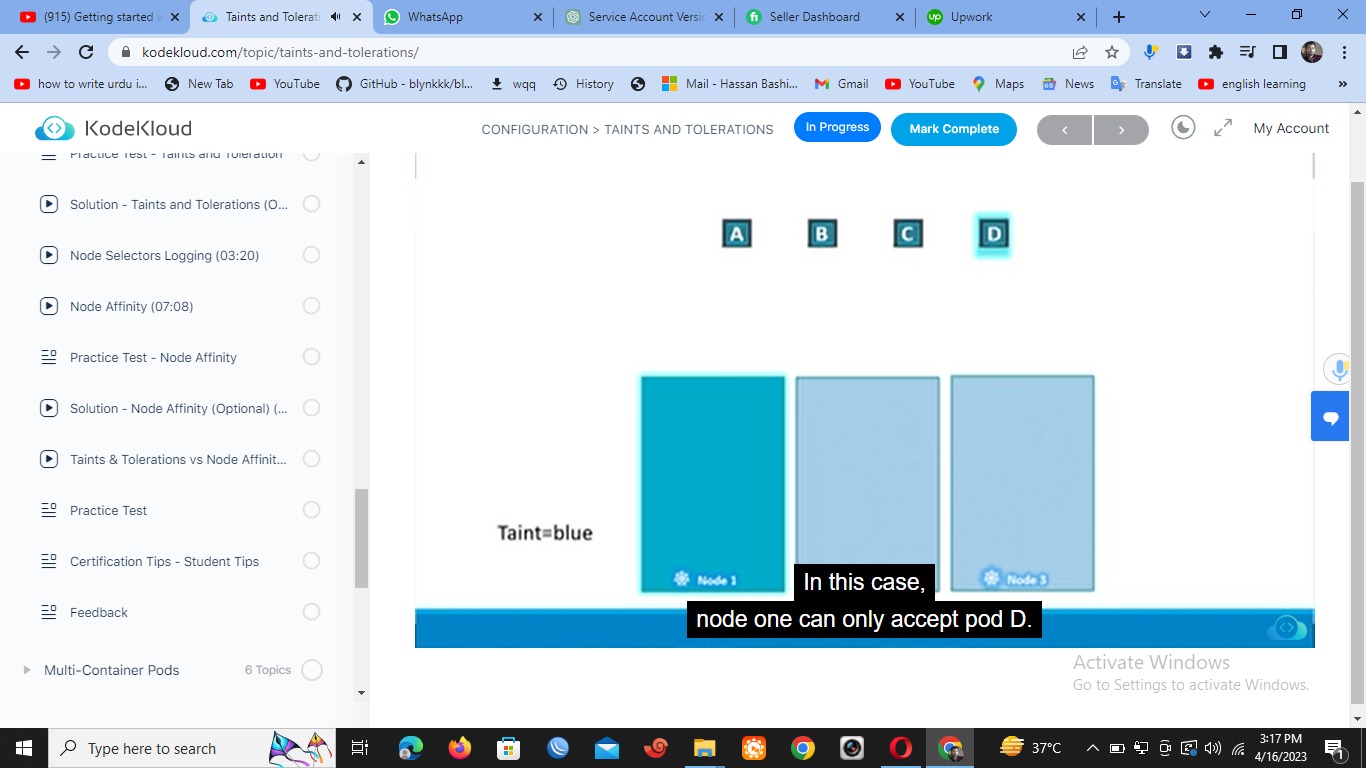 (915) Getting started w
Taints and Tolerati
WhatsApp
Service Account Versio
Seller Dashboard
Upwork
kodekloud.com/topic/taints-and-tolerations/
how to write urdu i...
New Tab
YouTube
GitHub - blynkkk/bl...
wqq
History
Mail - Hassan Bashi...
Gmail
YouTube
Maps
News
Translate
english learning
»
KodeKloud
CONFIGURATION > TAINTS AND TOLERATIONS
In Progress
Mark Complete
My Account
Practice Test - Taints and Toleration
Solution - Taints and Tolerations (O...
Node Selectors Logging (03:20)
Node Affinity (07:08)
Practice Test - Node Affinity
Solution - Node Affinity (Optional) (...
Taints & Tolerations vs Node Affinit...
Practice Test
Certification Tips - Student Tips
Feedback
Multi-Container Pods 6 Topics
A B C D
Taint=blue
Node 1
Node 3
In this case,
node one can only accept pod D.
Activate Windows
Go to Settings to activate Windows.
Type here to search
37°C
3:17 PM
4/16/2023
1